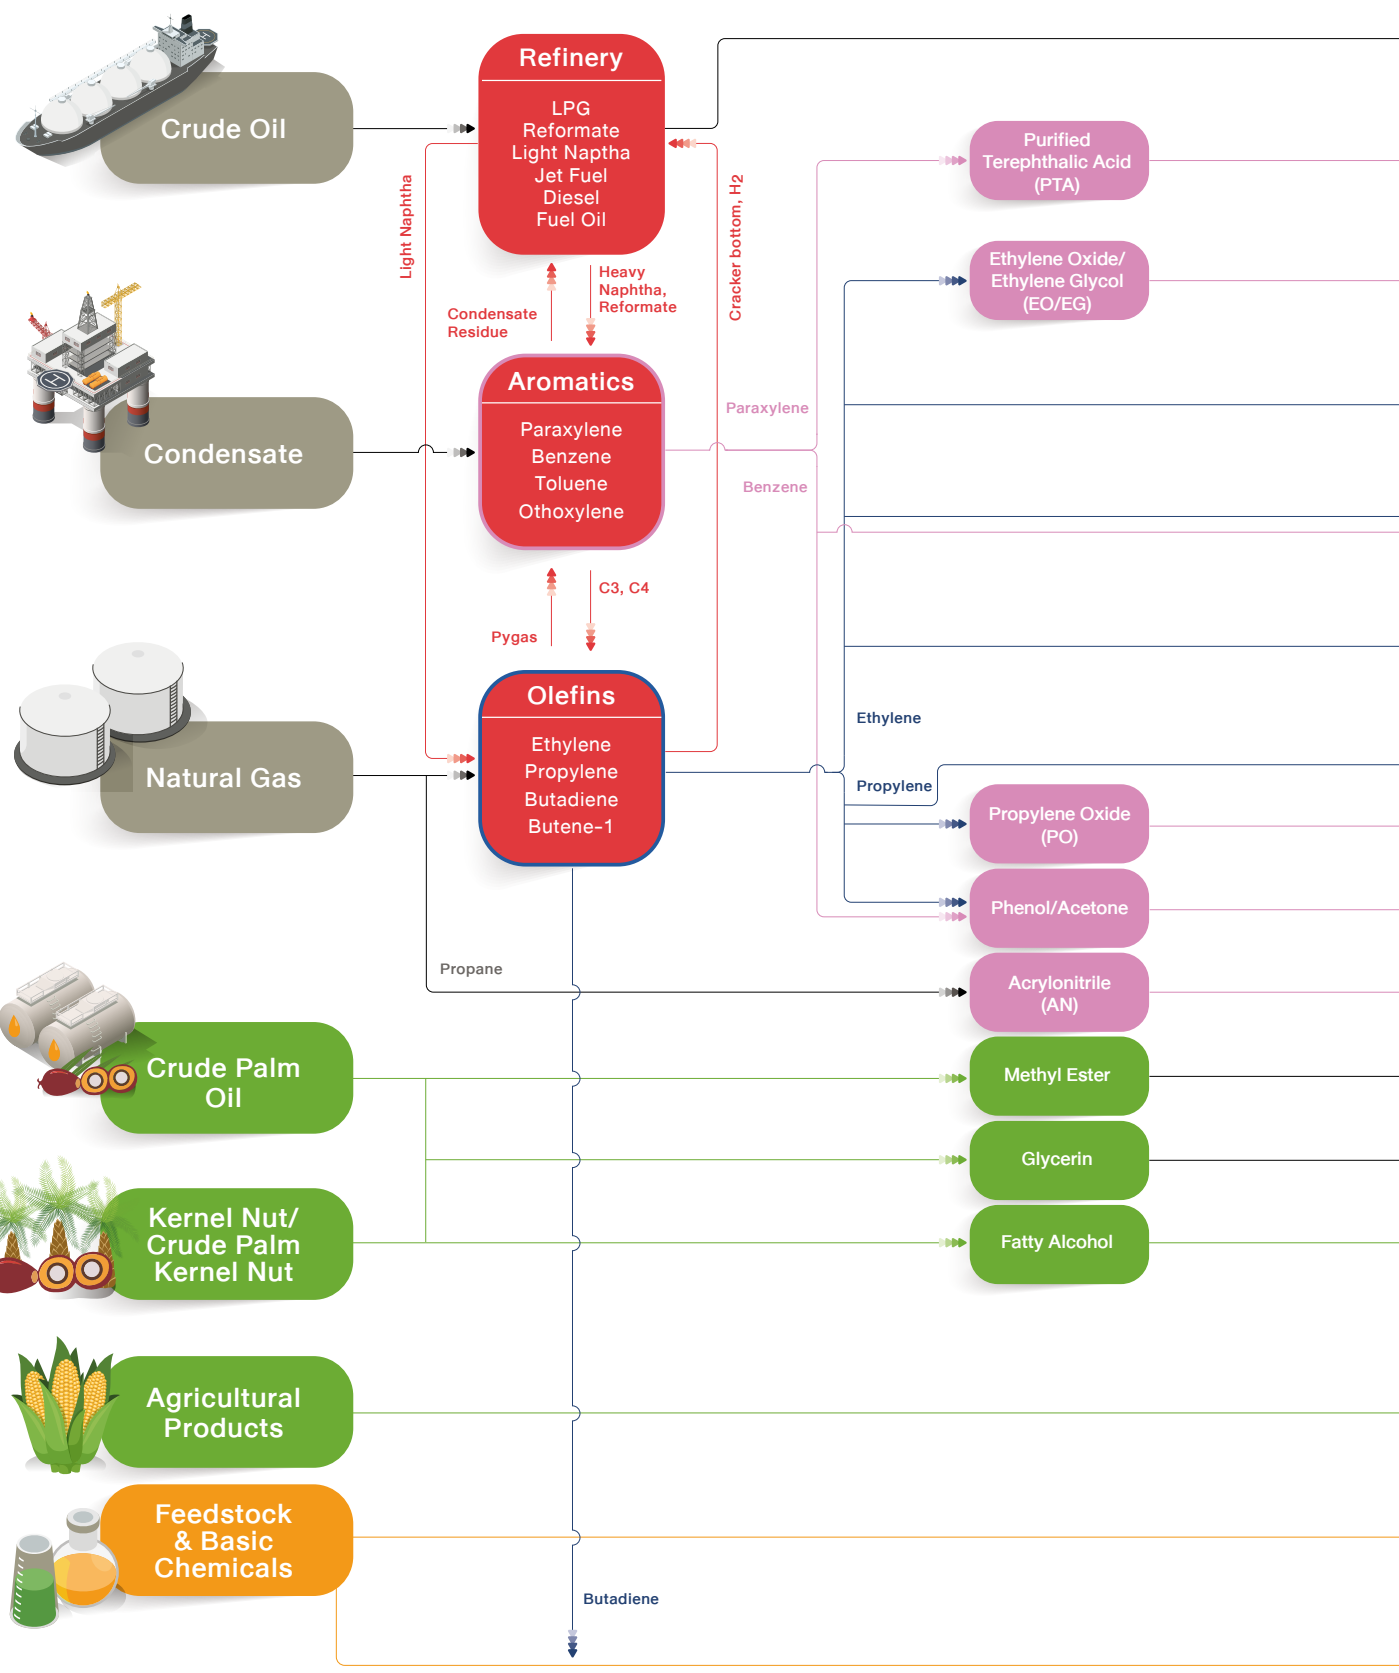 Crude Oil
Refinery
LPG
Reformate
Light Naptha
Jet Fuel
Diesel
Fuel Oil
Light Naphtha
Cracker bottom, H2
Purified
Terephthalic Acid
(PTA)
Ethylene Oxide/
Ethylene Glycol
(EO/EG)
Condensate
Residue
Heavy
Naphtha,
Reformate
Condensate
Aromatics
Paraxylene
Benzene
Toluene
Othoxylene
Paraxylene
Benzene
Pygas
C3, C4
Natural Gas
Olefins
Ethylene
Propylene
Butadiene
Butene-1
Ethylene
Propylene
Propylene Oxide
(PO)
Phenol/Acetone
Propane
Acrylonitrile
(AN)
Crude Palm
Oil
Methyl Ester
Glycerin
Kernel Nut/
Crude Palm
Kernel Nut
Fatty Alcohol
Agricultural
Products
Feedstock
& Basic
Chemicals
Butadiene